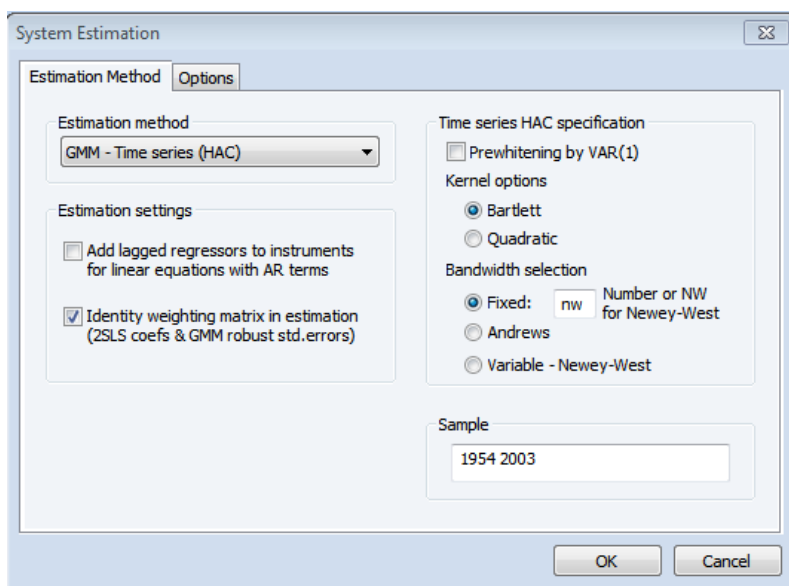 System Estimation
Estimation Method
Options
Estimation method
GMM - Time series (HAC)
Estimation settings
Add lagged regressors to instruments
for linear equations with AR terms
Identity weighting matrix in estimation
(2SLS coefs & GMM robust std.errors)
Time series HAC specification
Prewhitening by VAR(1)
Kernel options
Bartlett
Quadratic
Bandwidth selection
Fixed: nw Number or NW
for Newey-West
Andrews
Variable - Newey-West
Sample
1954 2003
OK
Cancel